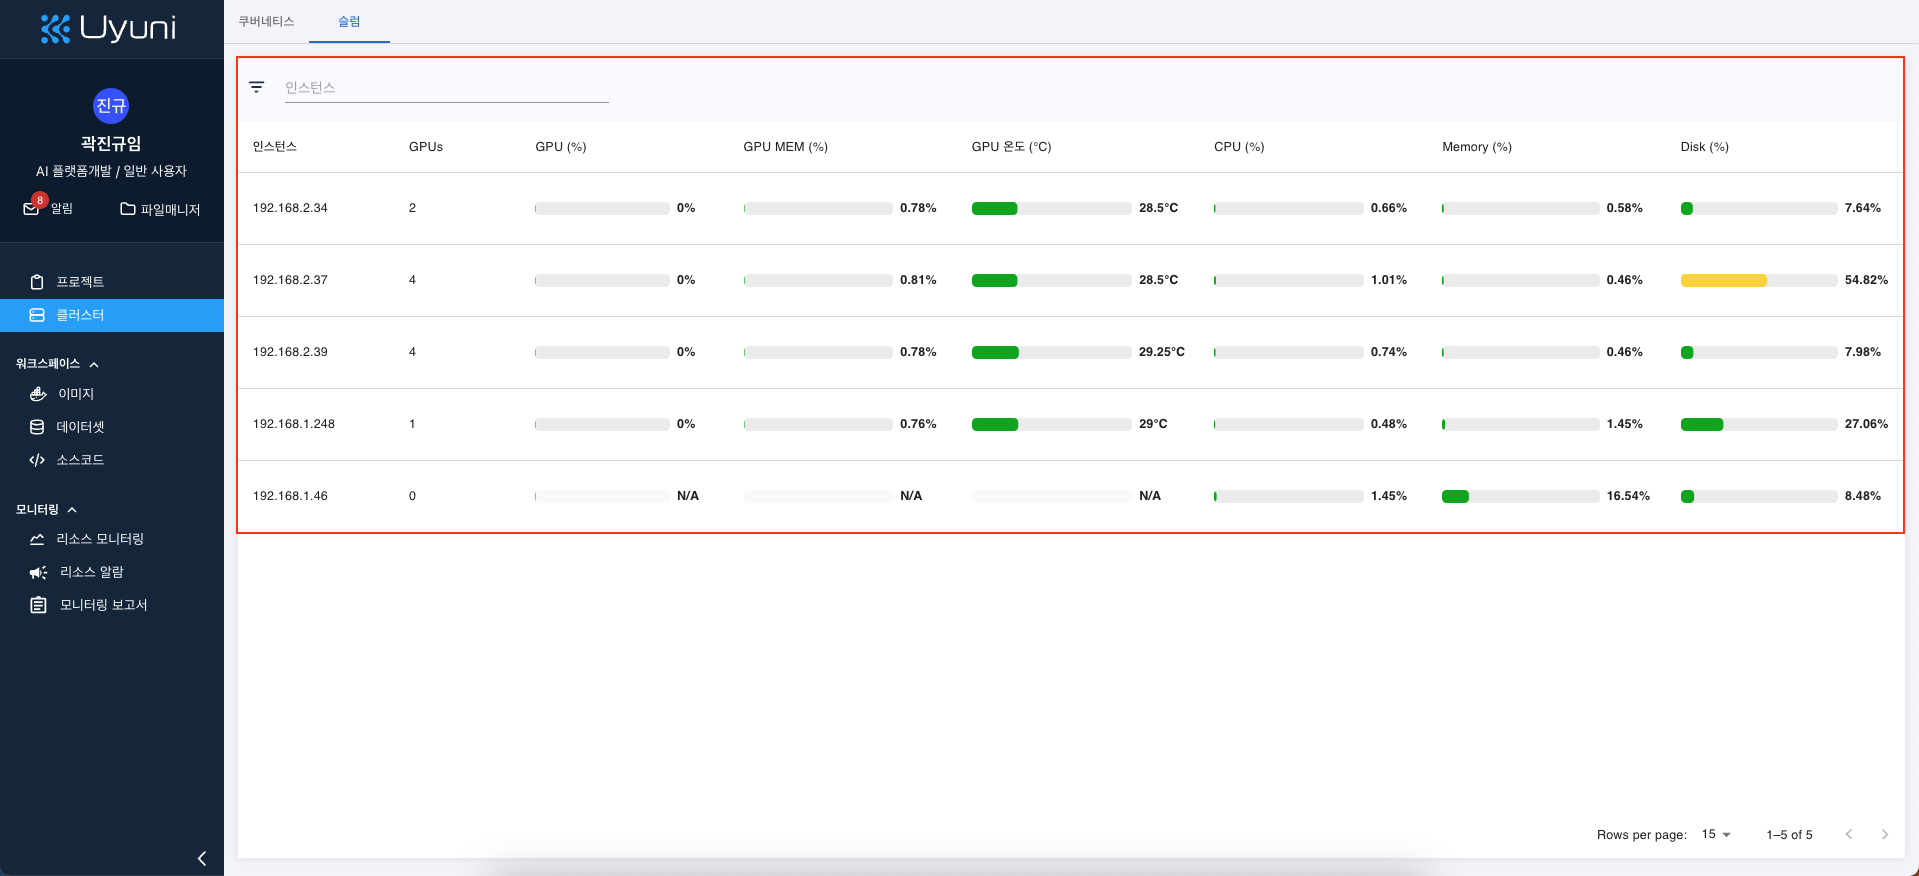 Uyuni
진규
곽진규임
AI 플랫폼개발 / 일반 사용자
8
알림
파일매니저
프로젝트
클러스터
워크스페이스
이미지
데이터셋
소스코드
모니터링
리소스 모니터링
리소스 알람
모니터링 보고서
쿠버네티스 슬럼
인스턴스
인스턴스 GPUs GPU (%) GPU MEM (%) GPU 온도 (°C) CPU (%) Memory (%) Disk (%)
192.168.2.34 2 0% 0.78% 28.5°C 0.66% 0.58% 7.64%
192.168.2.37 4 0% 0.81% 28.5°C 1.01% 0.46% 54.82%
192.168.2.39 4 0% 0.78% 29.25°C 0.74% 0.46% 7.98%
192.168.1.248 1 0% 0.76% 29°C 0.48% 1.45% 27.06%
192.168.1.46 0 N/A N/A N/A 1.45% 16.54% 8.48%
Rows per page: 15 1–5 of 5